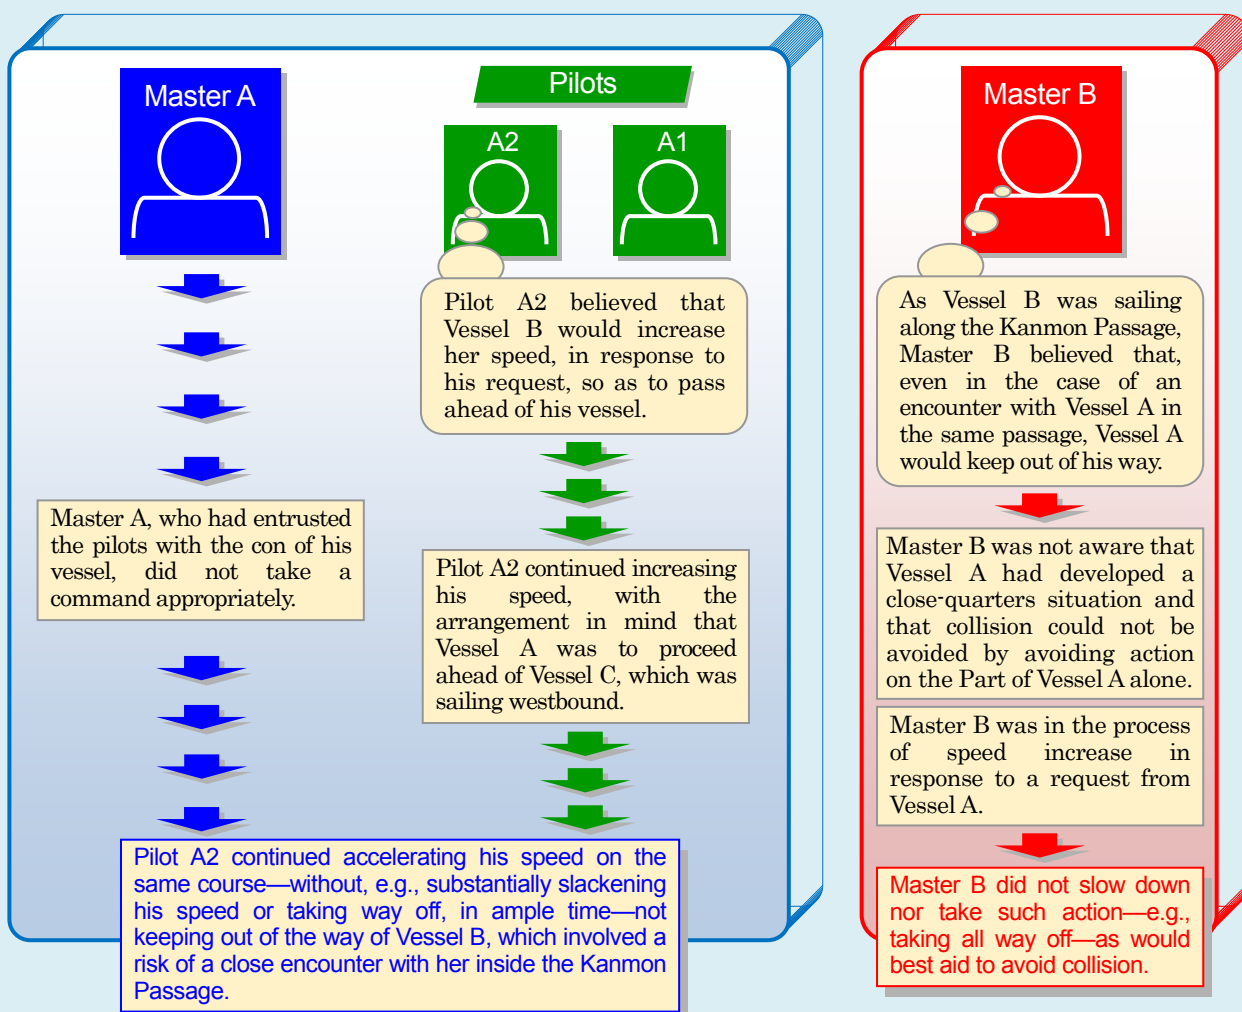 Master A
Pilots
A2
A1
Pilot A2 believed that
Vessel B would increase
her speed, in response to
his request, so as to pass
ahead of his vessel.
Master A, who had entrusted
the pilots with the con of his
vessel, did not take a
command appropriately.
Pilot A2 continued increasing
his speed, with the
arrangement in mind that
Vessel A was to proceed
ahead of Vessel C, which was
sailing westbound.
Pilot A2 continued accelerating his speed on the
same course—without, e.g., substantially slackening
his speed or taking way off, in ample time—not
keeping out of the way of Vessel B, which involved a
risk of a close encounter with her inside the Kanmon
Passage.
Master B
As Vessel B was sailing
along the Kanmon Passage,
Master B believed that,
even in the case of an
encounter with Vessel A in
the same passage, Vessel A
would keep out of his way.
Master B was not aware that
Vessel A had developed a
close-quarters situation and
that collision could not be
avoided by avoiding action
on the Part of Vessel A alone.
Master B was in the process
of speed increase in
response to a request from
Vessel A.
Master B did not slow down
nor take such action—e.g.,
taking all way off—as would
best aid to avoid collision.